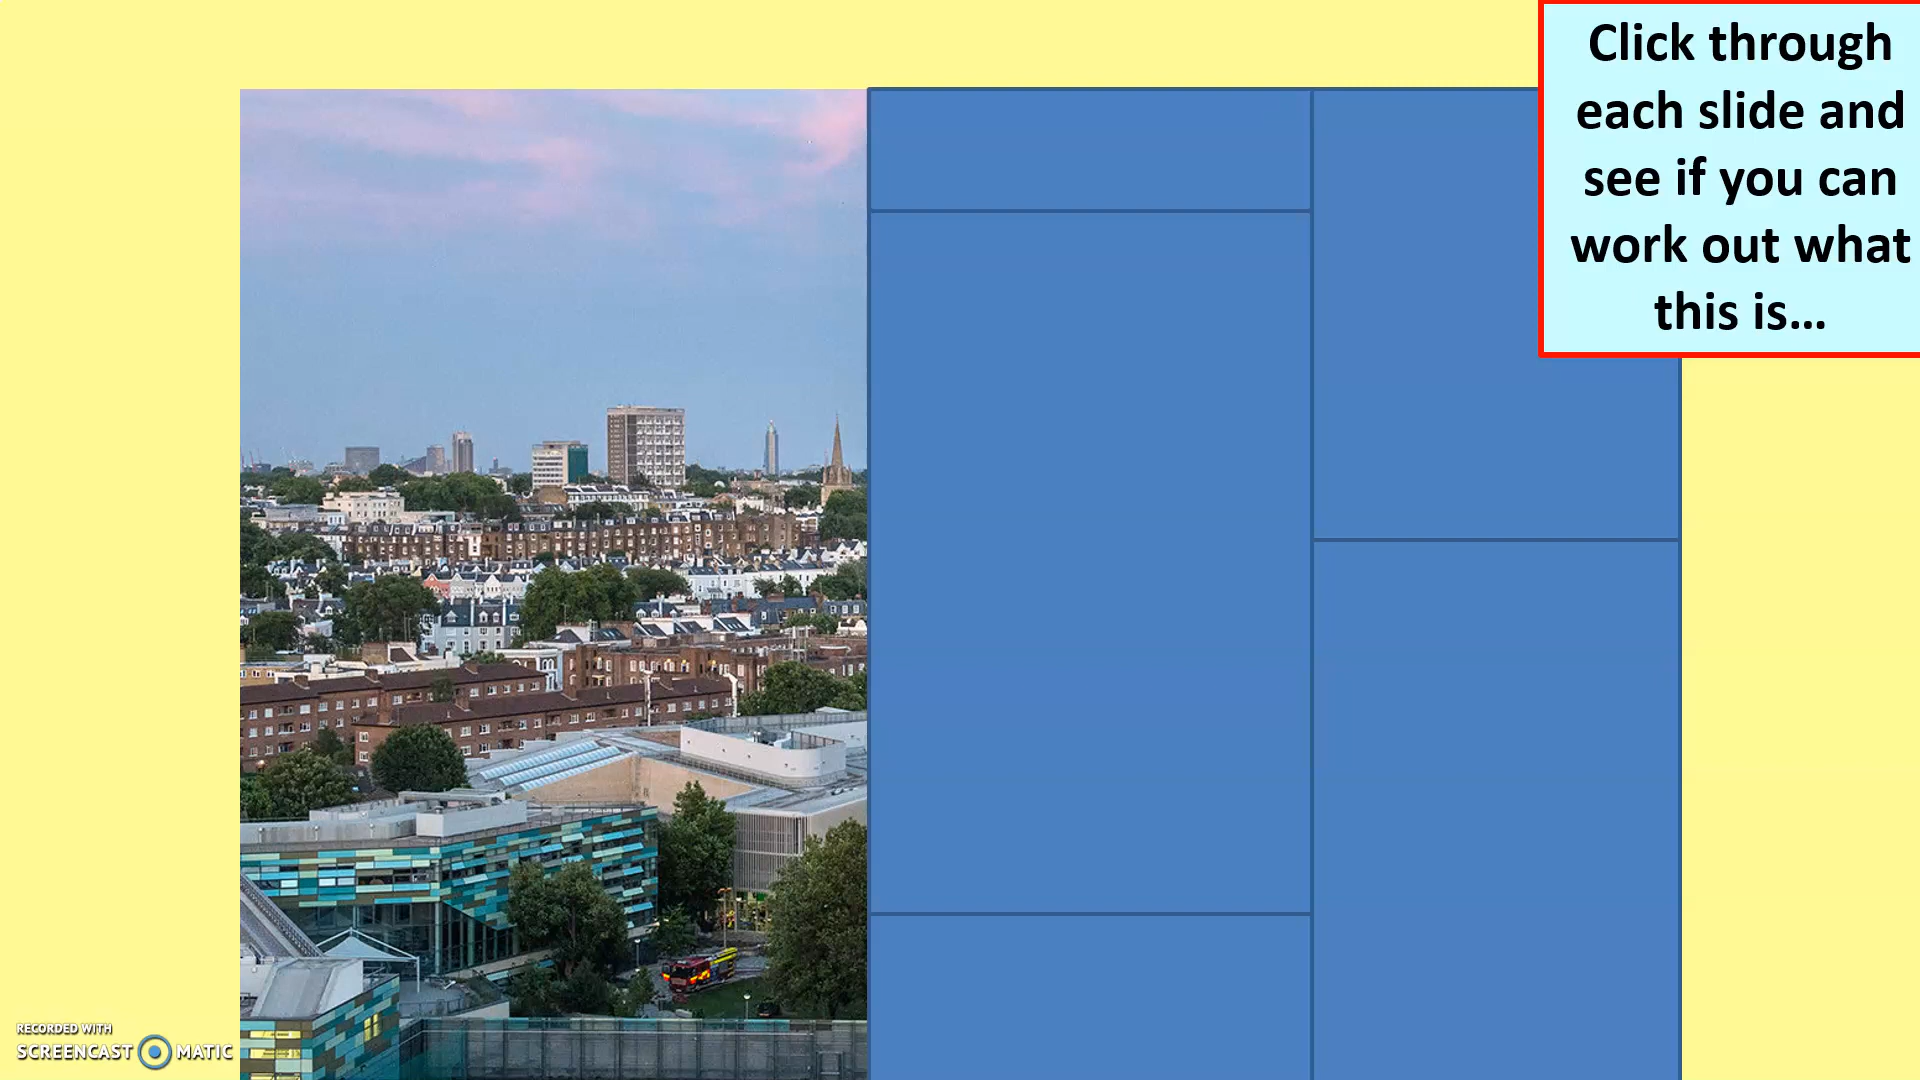 Click through
each slide and
see if you can
work out what
this is...
RECORDED WITH
SCREENCAST MATIC